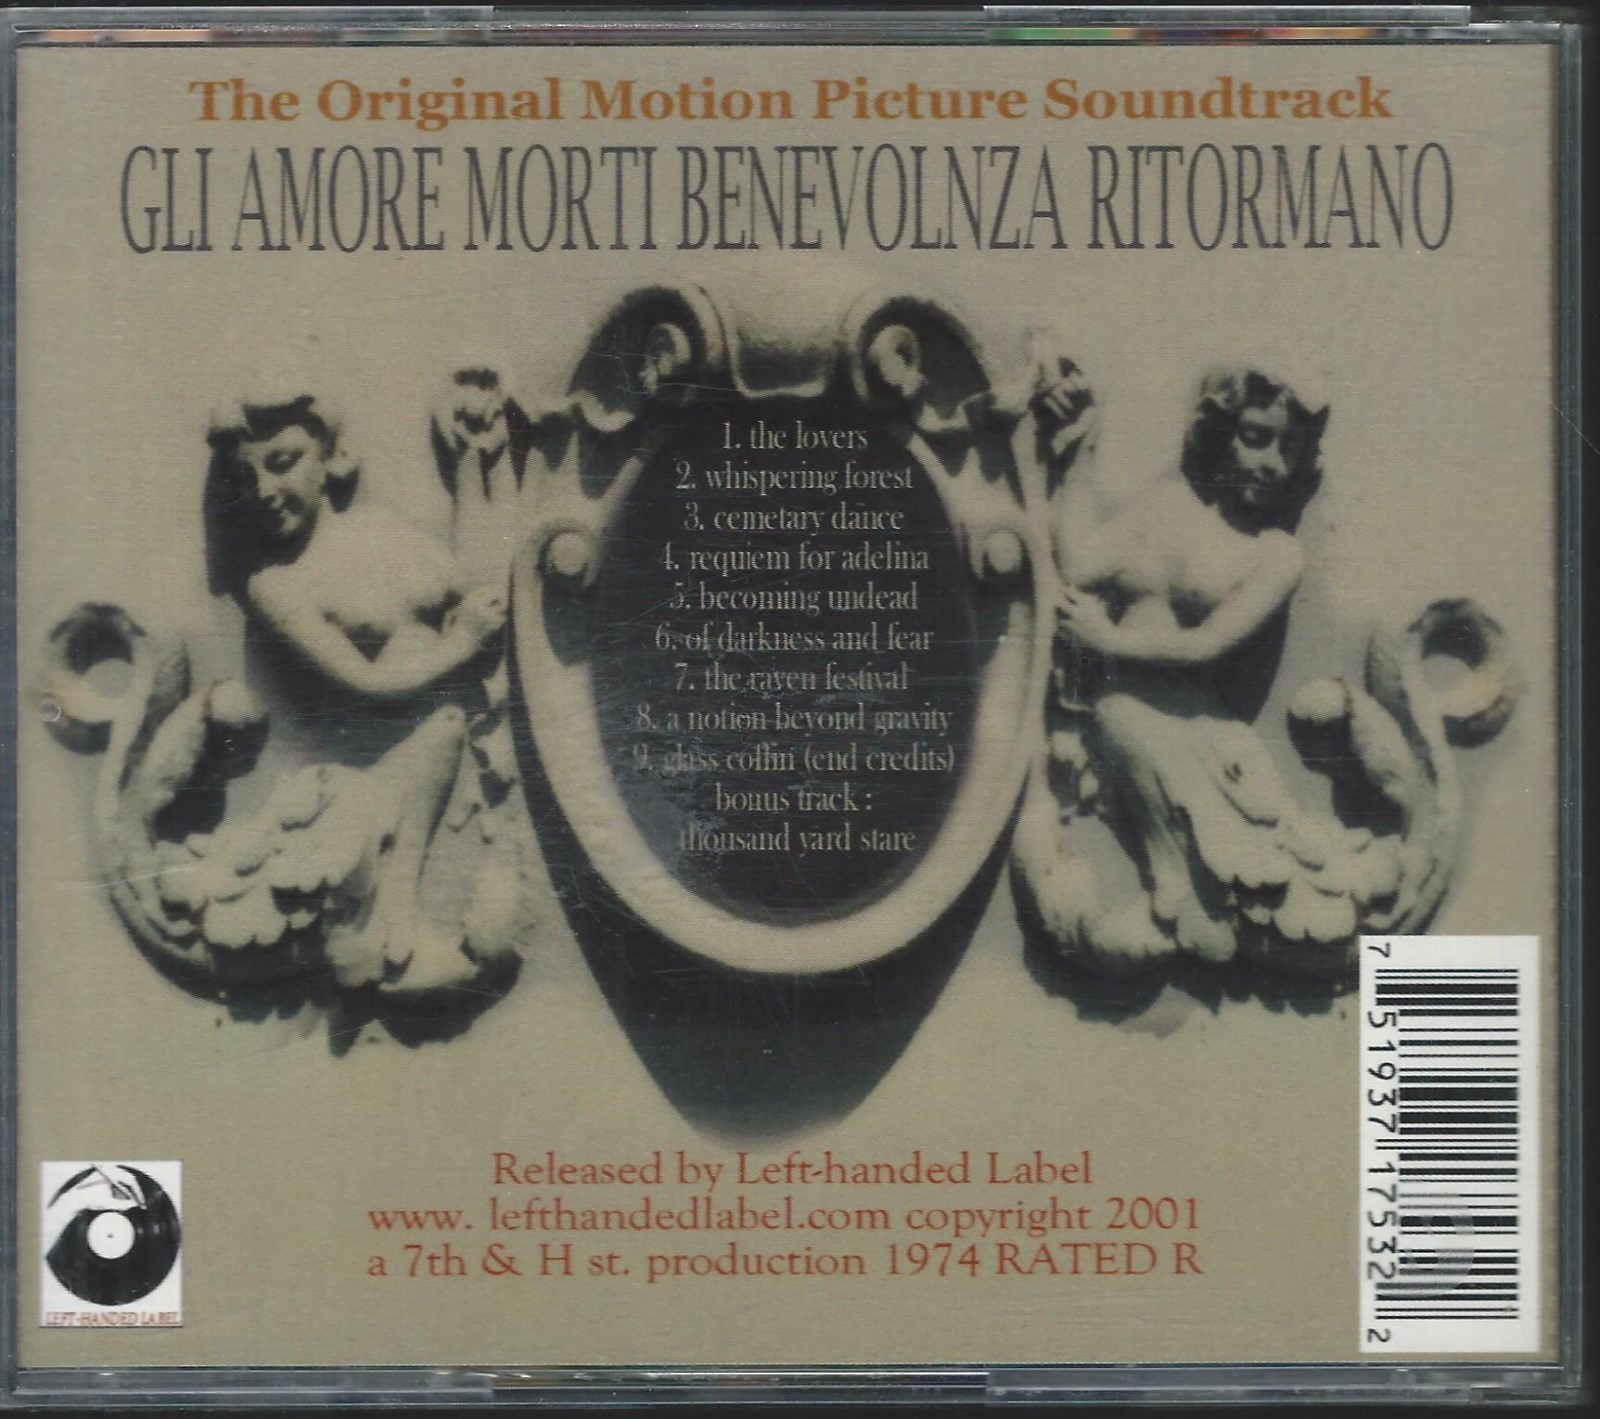 The Original Motion Picture Soundtrack
GLI AMORE MORTI BENEVOLNZA RITORMANO
1. the lovers
2. whispering forest
3. cemetary dance
4. requiem for adelina
5. becoming undead
6. of darkness and fear
7. the raven festival
8. a notion beyond gravity
9. glass coffin (end credits)
bonus track :
thousand yard stare
Released by Left-handed Label
www. lefthandedlabel.com copyright 2001
a 7th & H st. production 1974 RATED R
LEFT-HANDED LABEL
7 51937 17532 2